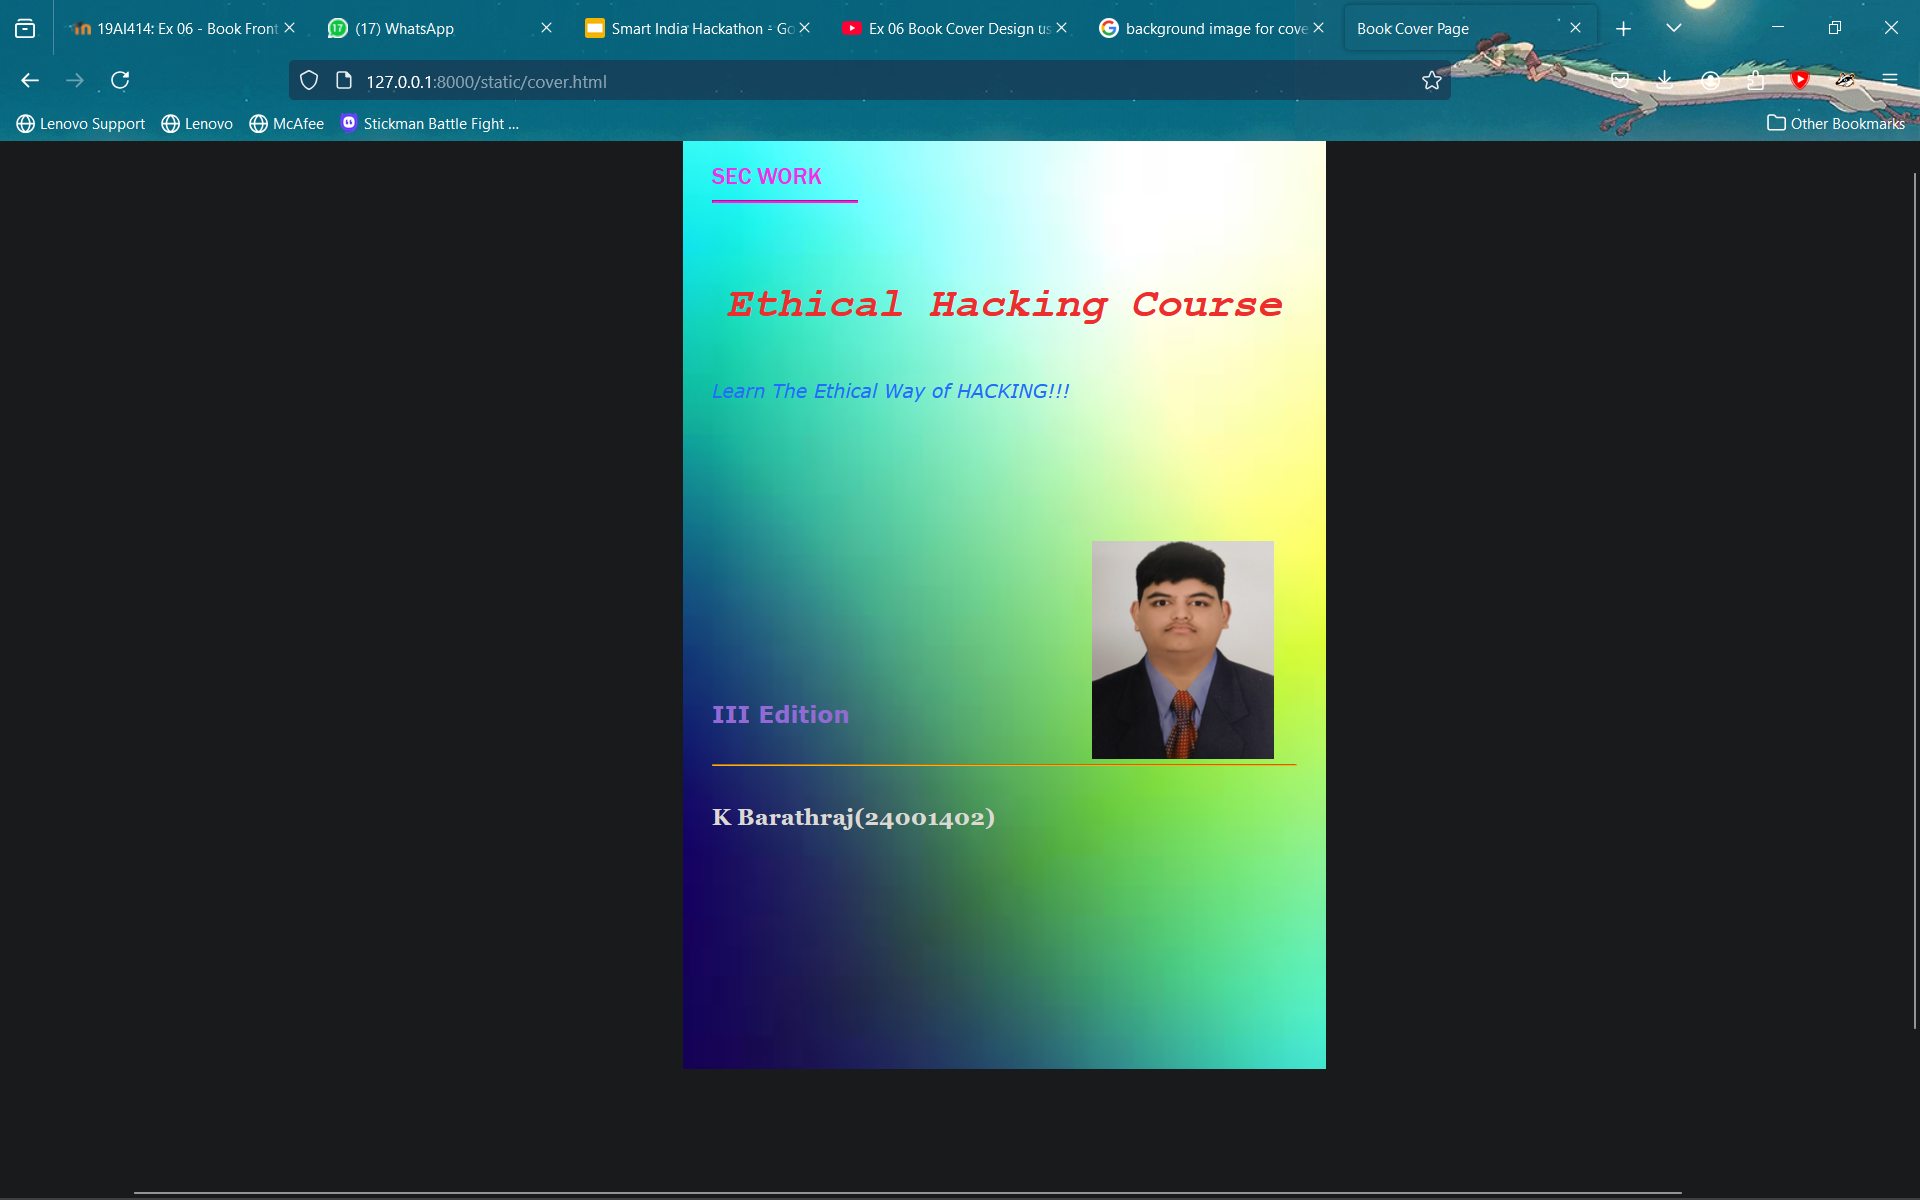 19AI414: Ex 06 - Book Front
17 (17) WhatsApp
Smart India Hackathon - Go
Ex 06 Book Cover Design us
background image for cove
Book Cover Page
127.0.0.1:8000/static/cover.html
Lenovo Support
Lenovo
McAfee
Stickman Battle Fight ...
Other Bookmarks
SEC WORK
Ethical Hacking Course
Learn The Ethical Way of HACKING!!!
III Edition
K Barathraj(24001402)